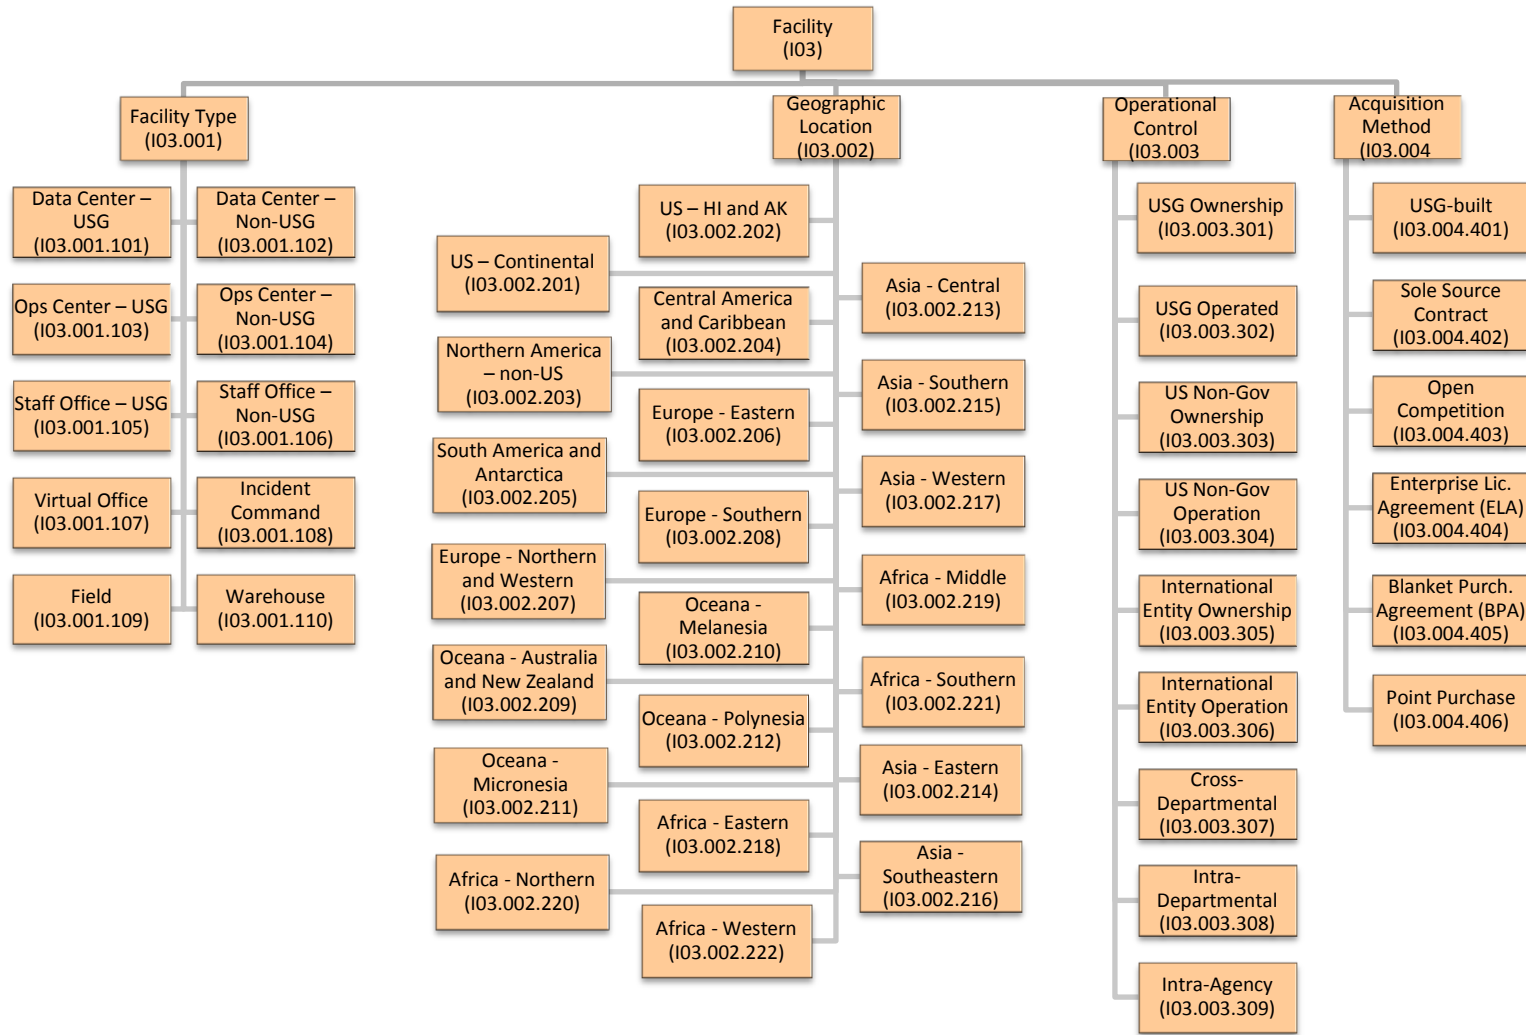 Facility
(I03)
Facility Type
(I03.001)
Geographic
Location
(I03.002)
Operational
Control
(I03.003
Acquisition
Method
(I03.004
Data Center –
USG
(I03.001.101)
Data Center –
Non-USG
(I03.001.102)
Ops Center – USG
(I03.001.103)
Ops Center –
Non-USG
(I03.001.104)
Staff Office – USG
(I03.001.105)
Staff Office –
Non-USG
(I03.001.106)
Virtual Office
(I03.001.107)
Incident
Command
(I03.001.108)
Field
(I03.001.109)
Warehouse
(I03.001.110)
US – HI and AK
(I03.002.202)
US – Continental
(I03.002.201)
Central America
and Caribbean
(I03.002.204)
Northern America
– non-US
(I03.002.203)
Europe - Eastern
(I03.002.206)
South America and
Antarctica
(I03.002.205)
Europe - Southern
(I03.002.208)
Europe - Northern
and Western
(I03.002.207)
Oceana -
Melanesia
(I03.002.210)
Oceana - Australia
and New Zealand
(I03.002.209)
Oceana - Polynesia
(I03.002.212)
Oceana -
Micronesia
(I03.002.211)
Africa - Eastern
(I03.002.218)
Africa - Northern
(I03.002.220)
Africa - Western
(I03.002.222)
Asia - Central
(I03.002.213)
Asia - Southern
(I03.002.215)
Asia - Western
(I03.002.217)
Africa - Middle
(I03.002.219)
Africa - Southern
(I03.002.221)
Asia - Eastern
(I03.002.214)
Asia -
Southeastern
(I03.002.216)
USG Ownership
(I03.003.301)
USG Operated
(I03.003.302)
US Non-Gov
Ownership
(I03.003.303)
US Non-Gov
Operation
(I03.003.304)
International
Entity Ownership
(I03.003.305)
International
Entity Operation
(I03.003.306)
Cross-
Departmental
(I03.003.307)
Intra-
Departmental
(I03.003.308)
Intra-Agency
(I03.003.309)
USG-built
(I03.004.401)
Sole Source
Contract
(I03.004.402)
Open
Competition
(I03.004.403)
Enterprise Lic.
Agreement (ELA)
(I03.004.404)
Blanket Purch.
Agreement (BPA)
(I03.004.405)
Point Purchase
(I03.004.406)